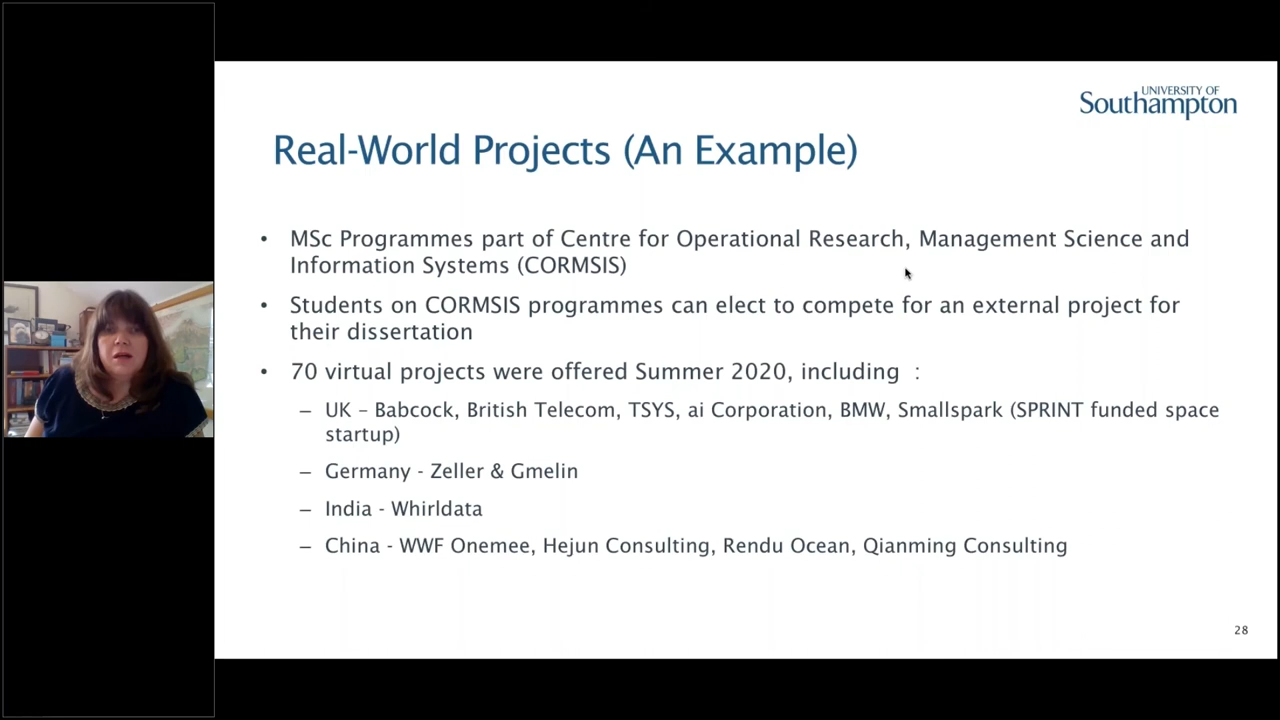 UNIVERSITY OF
Southampton
Real-World Projects (An Example)
• MSc Programmes part of Centre for Operational Research, Management Science and
Information Systems (CORMSIS)
• Students on CORMSIS programmes can elect to compete for an external project for
their dissertation
• 70 virtual projects were offered Summer 2020, including :
– UK – Babcock, British Telecom, TSYS, ai Corporation, BMW, Smallspark (SPRINT funded space
startup)
– Germany - Zeller & Gmelin
– India - Whirldata
– China - WWF Onemee, Hejun Consulting, Rendu Ocean, Qianming Consulting
28